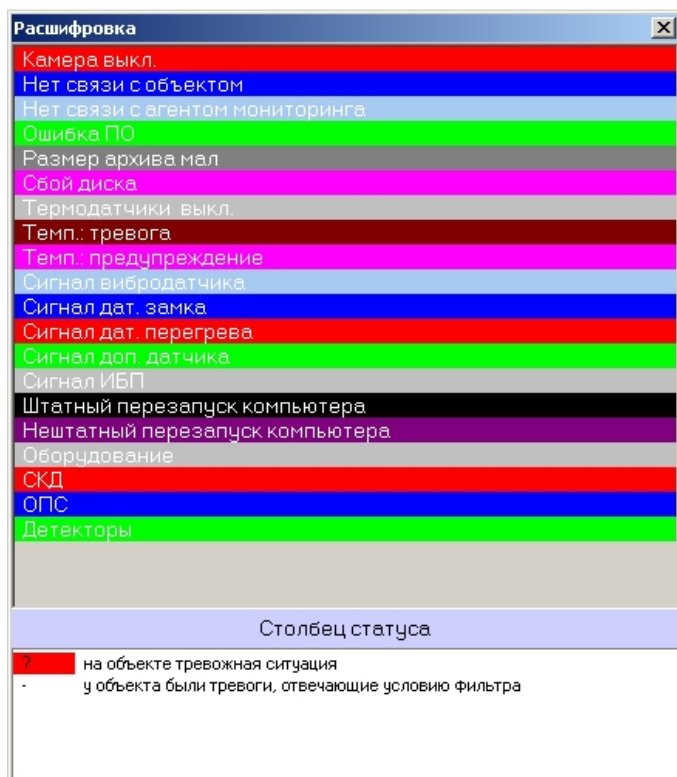 Расшифровка
Камера выкл.
Нет связи с объектом
Нет связи с агентом мониторинга
Ошибка ПО
Размер архива мал
Сбой диска
Термодатчики выкл.
Темп.: тревога
Темп.: предупреждение
Сигнал вибродатчика
Сигнал дат. замка
Сигнал дат. перегрева
Сигнал доп. датчика
Сигнал ИБП
Штатный перезапуск компьютера
Нештатный перезапуск компьютера
Оборудование
СКД
ОПС
Детекторы
Столбец статуса
? на объекте тревожная ситуация
· у объекта были тревоги, отвечающие условию фильтра